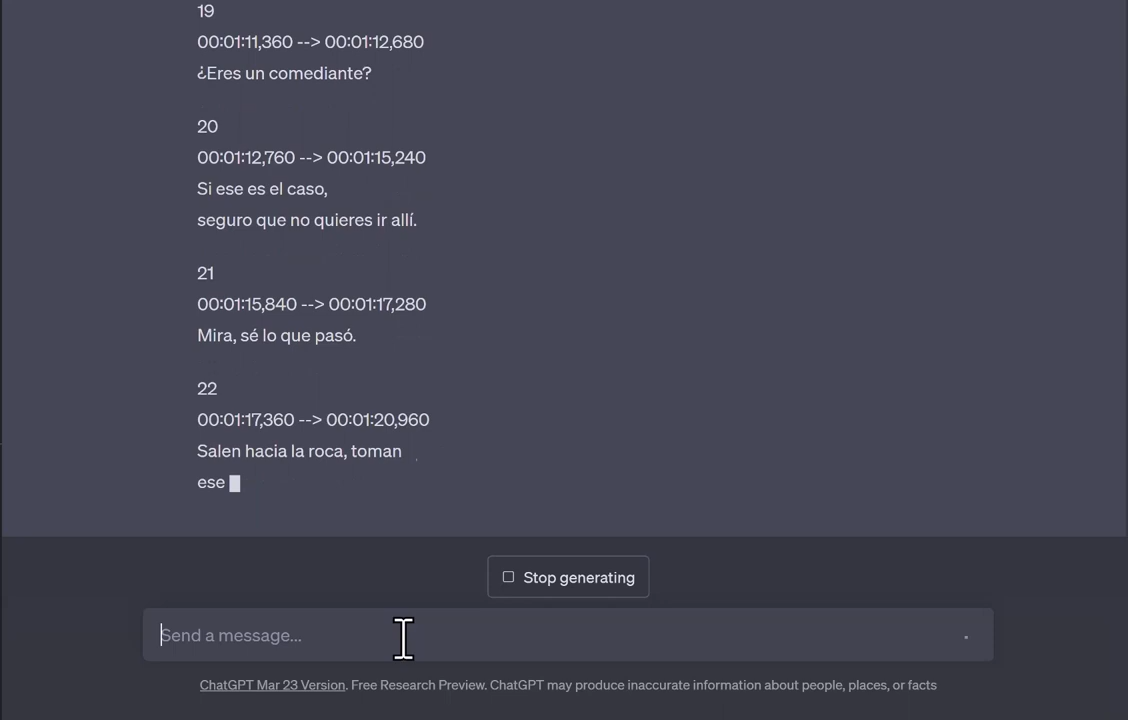 19
00:01:11,360 --> 00:01:12,680
¿Eres un comediante?
20
00:01:12,760 --> 00:01:15,240
Si ese es el caso,
seguro que no quieres ir allí.
21
00:01:15,840 --> 00:01:17,280
Mira, sé lo que pasó.
22
00:01:17,360 --> 00:01:20,960
Salen hacia la roca, toman
ese
Stop generating
Send a message...
ChatGPT Mar 23 Version. Free Research Preview. ChatGPT may produce inaccurate information about people, places, or facts